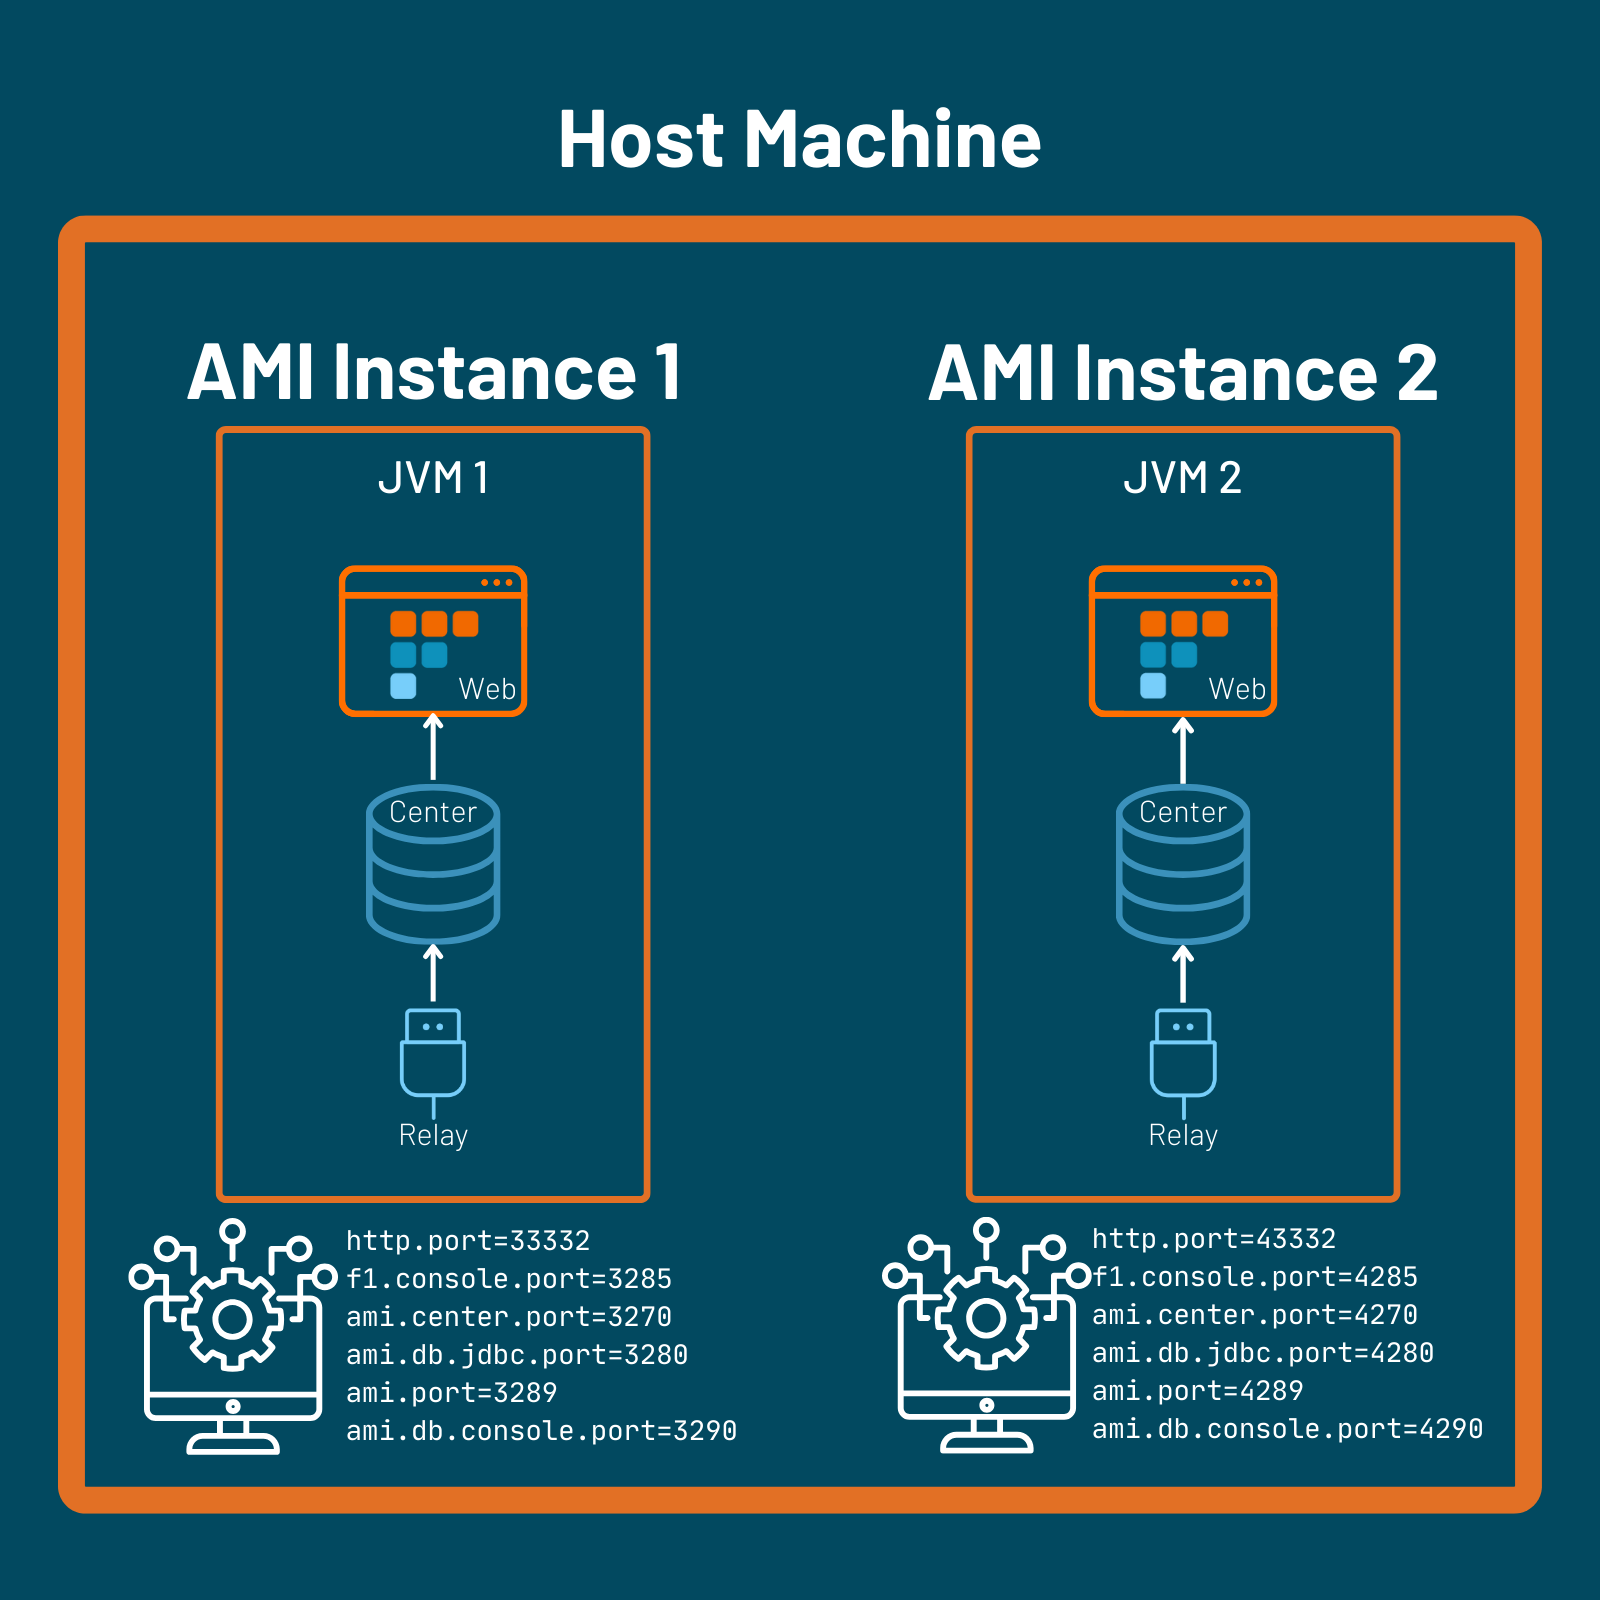 Host Machine
AMI Instance 1
JVM 1
Web
Center
Relay
http.port=33332
f1.console.port=3285
ami.center.port=3270
ami.db.jdbc.port=3280
ami.port=3289
ami.db.console.port=3290
AMI Instance 2
JVM 2
Web
Center
Relay
http.port=43332
f1.console.port=4285
ami.center.port=4270
ami.db.jdbc.port=4280
ami.port=4289
ami.db.console.port=4290